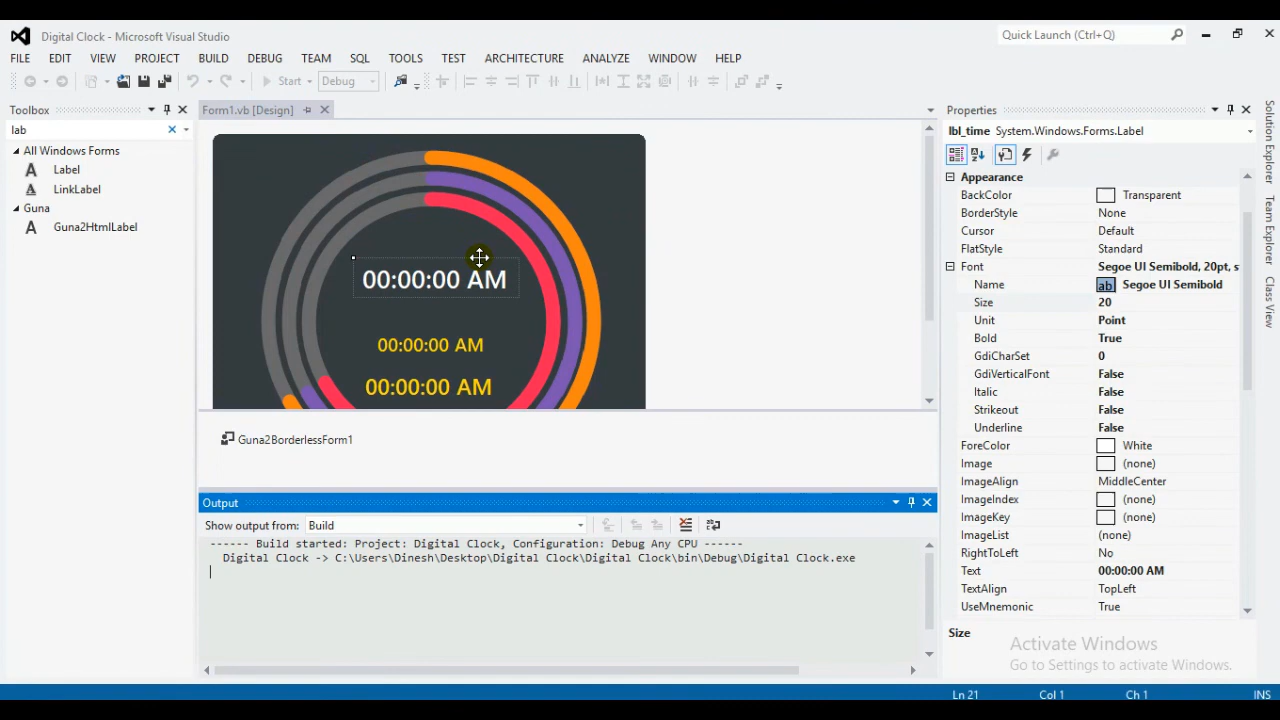 Digital Clock - Microsoft Visual Studio
Quick Launch (Ctrl+Q)
FILE EDIT VIEW PROJECT BUILD DEBUG TEAM SQL TOOLS TEST ARCHITECTURE ANALYZE WINDOW HELP
Start Debug
Toolbox
lab
All Windows Forms
A Label
A LinkLabel
Guna
A Guna2HtmlLabel
Form1.vb [Design]
00:00:00 AM
00:00:00 AM
00:00:00 AM
Guna2BorderlessForm1
Output
Show output from: Build
------ Build started: Project: Digital Clock, Configuration: Debug Any CPU ------
Digital Clock -> C:\Users\Dinesh\Desktop\Digital Clock\Digital Clock\bin\Debug\Digital Clock.exe
Properties
lbl_time System.Windows.Forms.Label
Appearance
BackColor Transparent
BorderStyle None
Cursor Default
FlatStyle Standard
Font Segoe UI Semibold, 20pt, s
Name ab Segoe UI Semibold
Size 20
Unit Point
Bold True
GdiCharSet 0
GdiVerticalFont False
Italic False
Strikeout False
Underline False
ForeColor White
Image (none)
ImageAlign MiddleCenter
ImageIndex (none)
ImageKey (none)
ImageList (none)
RightToLeft No
Text 00:00:00 AM
TextAlign TopLeft
UseMnemonic True
Size
Activate Windows
Go to Settings to activate Windows.
Solution Explorer
Team Explorer
Class View
Ln 21 Col 1 Ch 1 INS